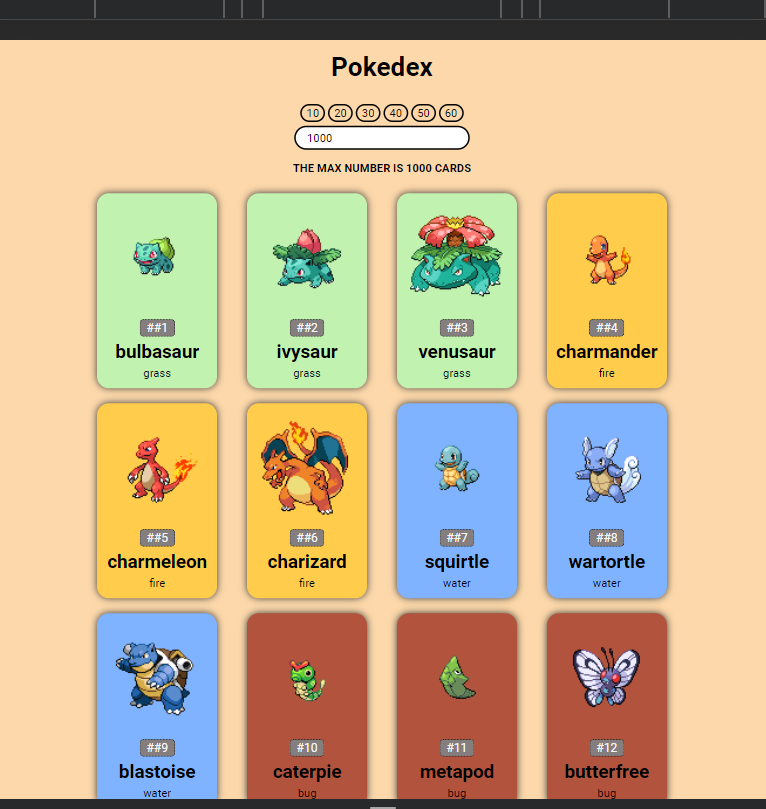 Pokedex
10 20 30 40 50 60
1000
THE MAX NUMBER IS 1000 CARDS
##1 ##2 ##3 ##4
bulbasaur ivysaur venusaur charmander
grass grass grass fire
##5 ##6 ##7 ##8
charmeleon charizard squirtle wartortle
fire fire water water
##9 #10 #11 #12
blastoise caterpie metapod butterfree
water bug bug bug